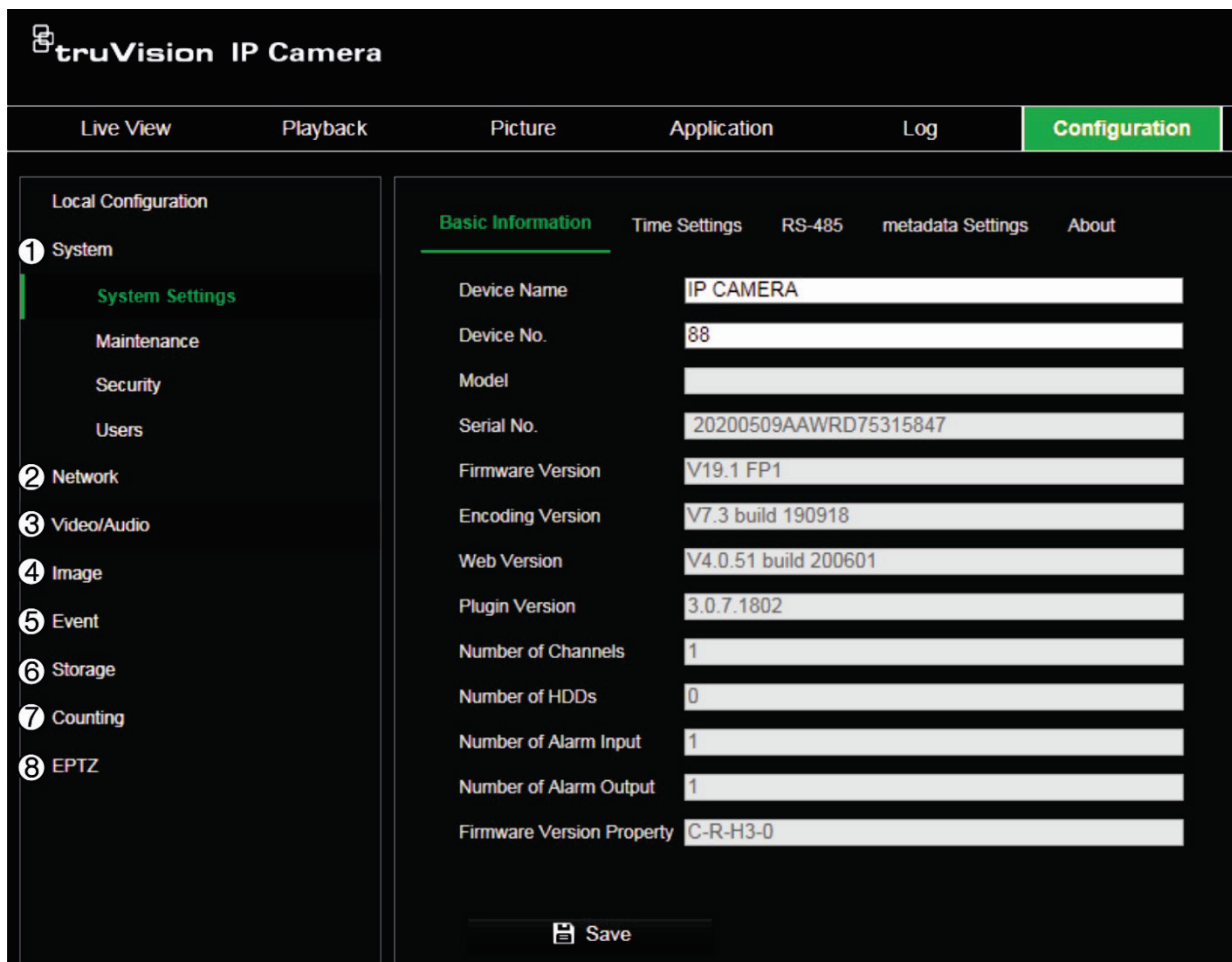 truVision IP Camera
Live View Playback Picture Application Log Configuration
Local Configuration
① System
System Settings
Maintenance
Security
Users
② Network
③ Video/Audio
④ Image
⑤ Event
⑥ Storage
⑦ Counting
⑧ EPTZ
Basic Information Time Settings RS-485 metadata Settings About
Device Name IP CAMERA
Device No. 88
Model
Serial No. 20200509AAWRD75315847
Firmware Version V19.1 FP1
Encoding Version V7.3 build 190918
Web Version V4.0.51 build 200601
Plugin Version 3.0.7.1802
Number of Channels 1
Number of HDDs 0
Number of Alarm Input 1
Number of Alarm Output 1
Firmware Version Property C-R-H3-0
Save